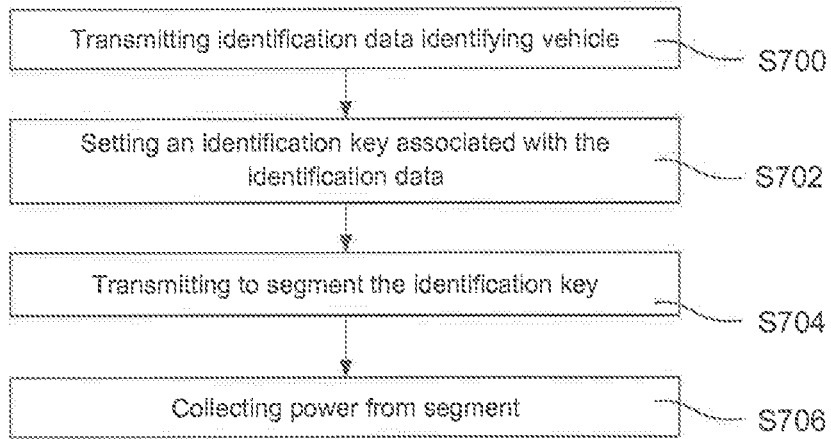 Transmitting identification data identifying vehicle
S700
Setting an identification key associated with the
identification data
S702
Transmitting to segment the identification key
S704
Collecting power from segment
S706